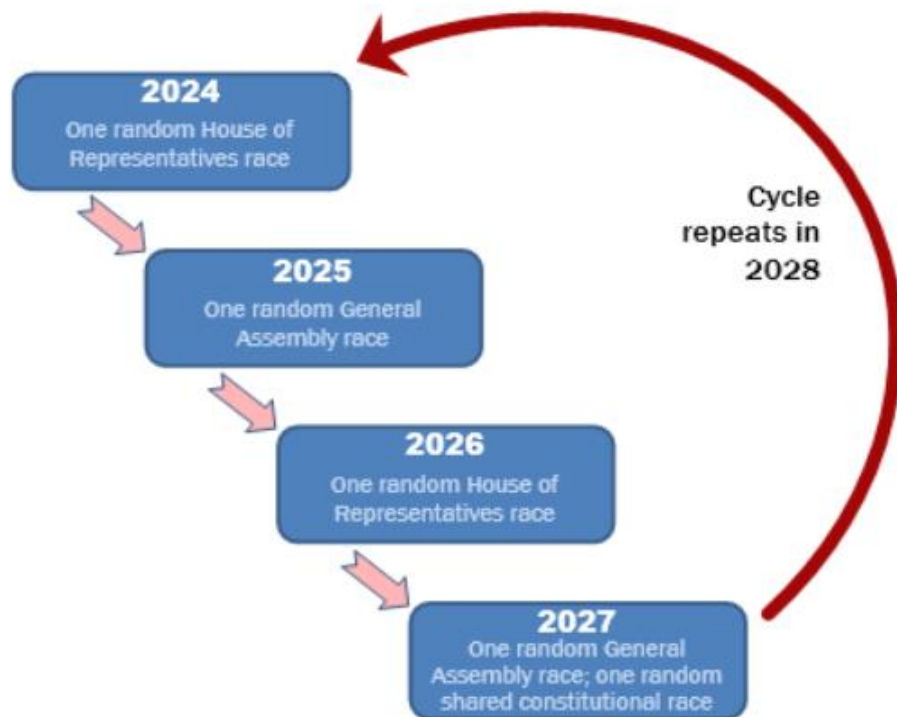 2024
One random House of
Representatives race
Cycle
repeats in
2028
2025
One random General
Assembly race
2026
One random House of
Representatives race
2027
One random General
Assembly race; one random
shared constitutional race